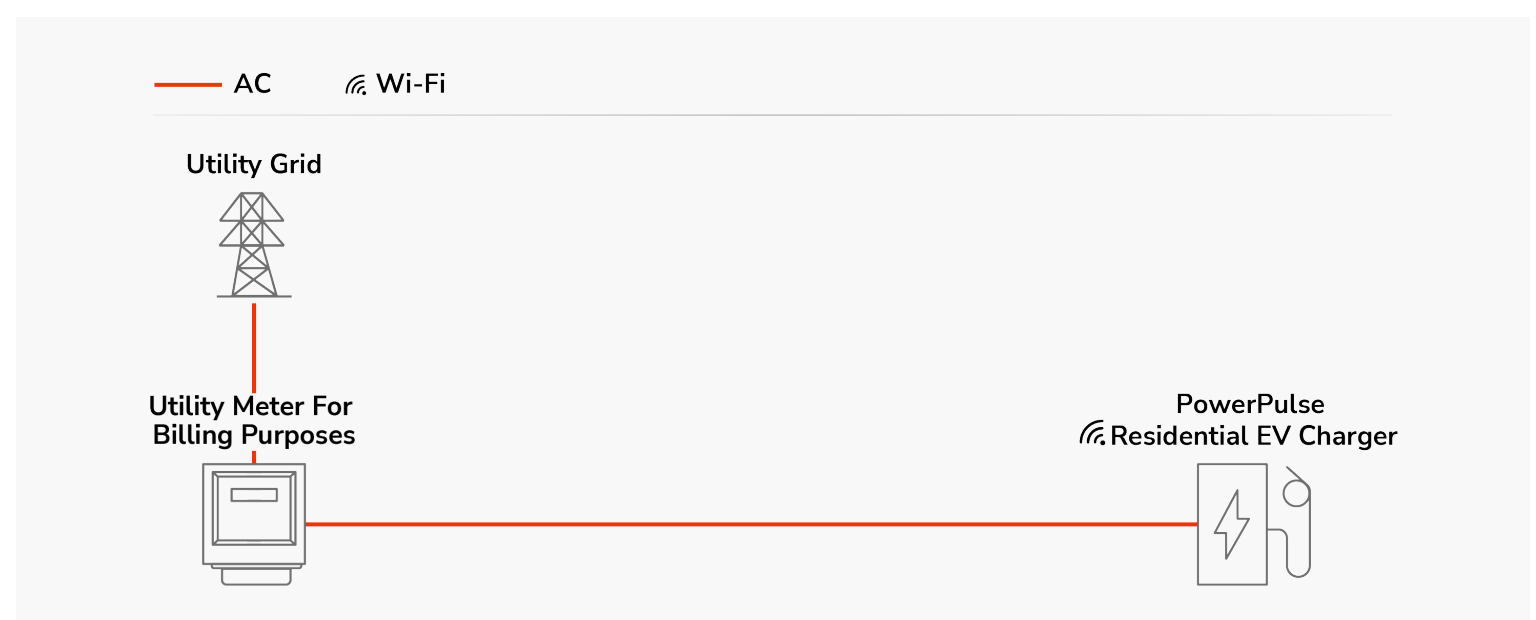 AC
Wi-Fi
Utility Grid
Utility Meter For
Billing Purposes
PowerPulse
Residential EV Charger